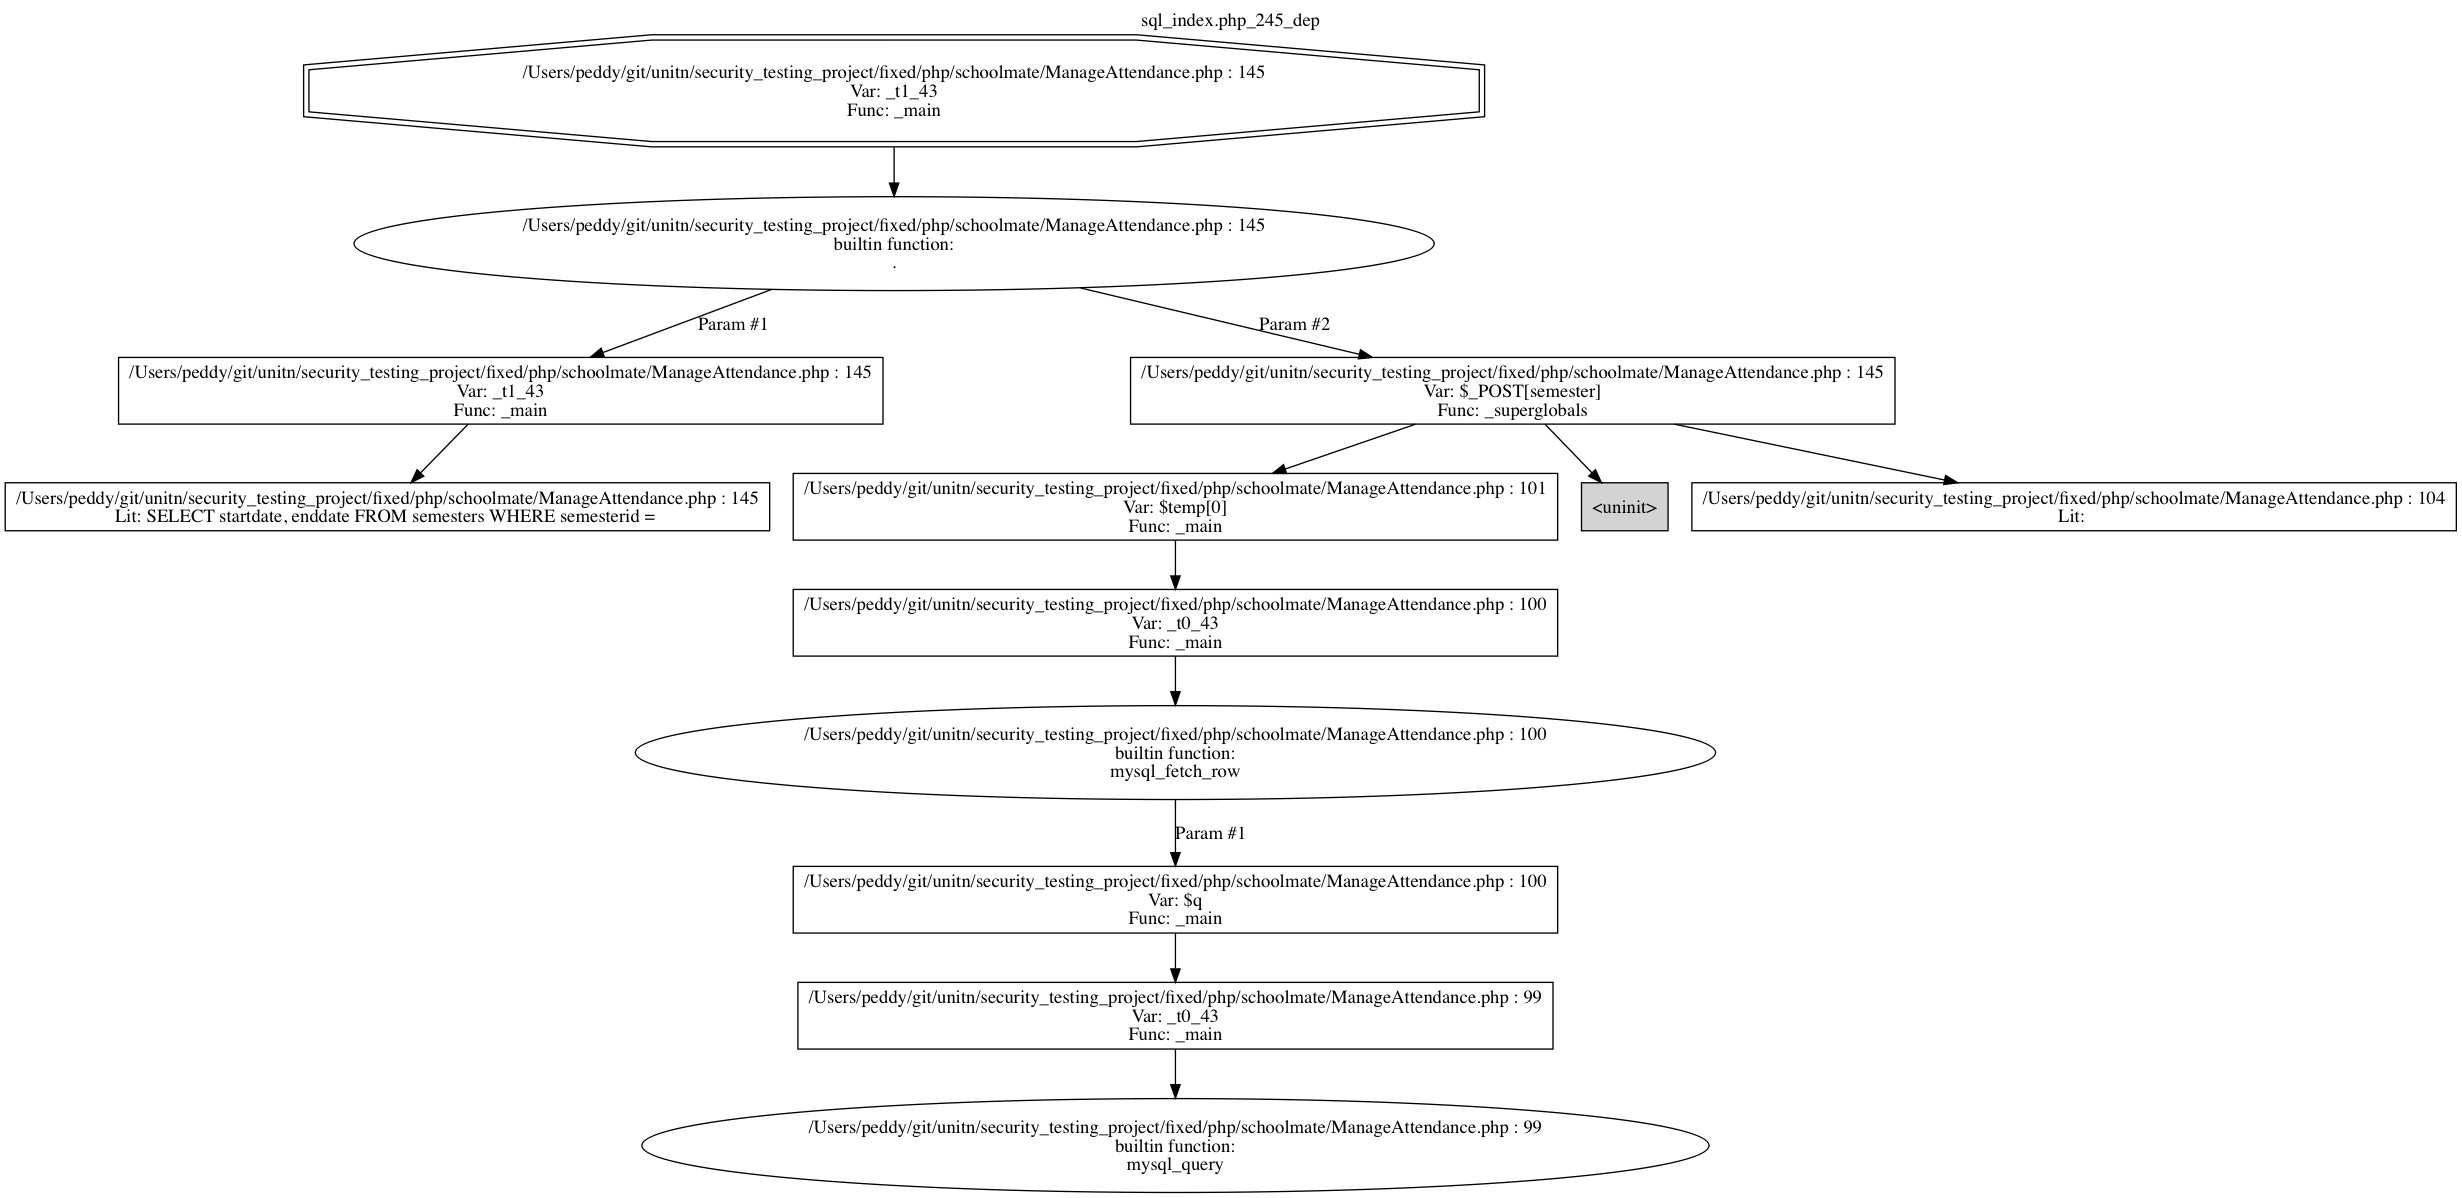 sql_index.php_245_dep
/Users/peddy/git/unitn/security_testing_project/fixed/php/schoolmate/ManageAttendance.php : 145
Var: _t1_43
Func: _main
/Users/peddy/git/unitn/security_testing_project/fixed/php/schoolmate/ManageAttendance.php : 145
builtin function:
.
Param #1
Param #2
/Users/peddy/git/unitn/security_testing_project/fixed/php/schoolmate/ManageAttendance.php : 145
Var: _t1_43
Func: _main
/Users/peddy/git/unitn/security_testing_project/fixed/php/schoolmate/ManageAttendance.php : 145
Var: $_POST[semester]
Func: _superglobals
/Users/peddy/git/unitn/security_testing_project/fixed/php/schoolmate/ManageAttendance.php : 145
Lit: SELECT startdate, enddate FROM semesters WHERE semesterid =
/Users/peddy/git/unitn/security_testing_project/fixed/php/schoolmate/ManageAttendance.php : 101
Var: $temp[0]
Func: _main
<uninit>
/Users/peddy/git/unitn/security_testing_project/fixed/php/schoolmate/ManageAttendance.php : 104
Lit:
/Users/peddy/git/unitn/security_testing_project/fixed/php/schoolmate/ManageAttendance.php : 100
Var: _t0_43
Func: _main
/Users/peddy/git/unitn/security_testing_project/fixed/php/schoolmate/ManageAttendance.php : 100
builtin function:
mysql_fetch_row
Param #1
/Users/peddy/git/unitn/security_testing_project/fixed/php/schoolmate/ManageAttendance.php : 100
Var: $q
Func: _main
/Users/peddy/git/unitn/security_testing_project/fixed/php/schoolmate/ManageAttendance.php : 99
Var: _t0_43
Func: _main
/Users/peddy/git/unitn/security_testing_project/fixed/php/schoolmate/ManageAttendance.php : 99
builtin function:
mysql_query